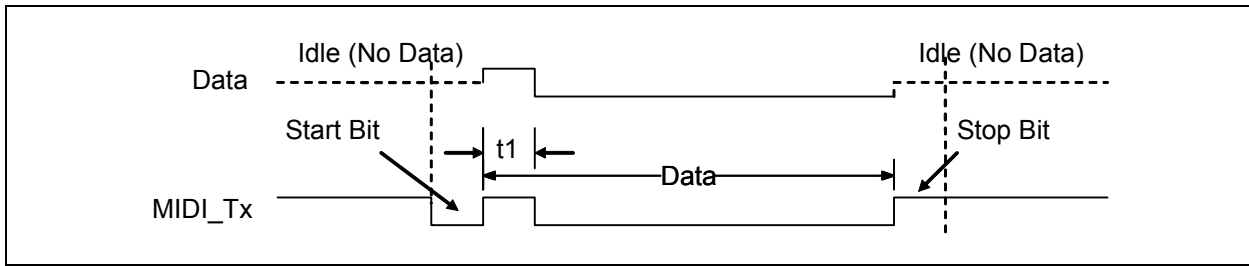 Idle (No Data)
Idle (No Data)
Data
Start Bit
t1
Stop Bit
Data
MIDI_Tx